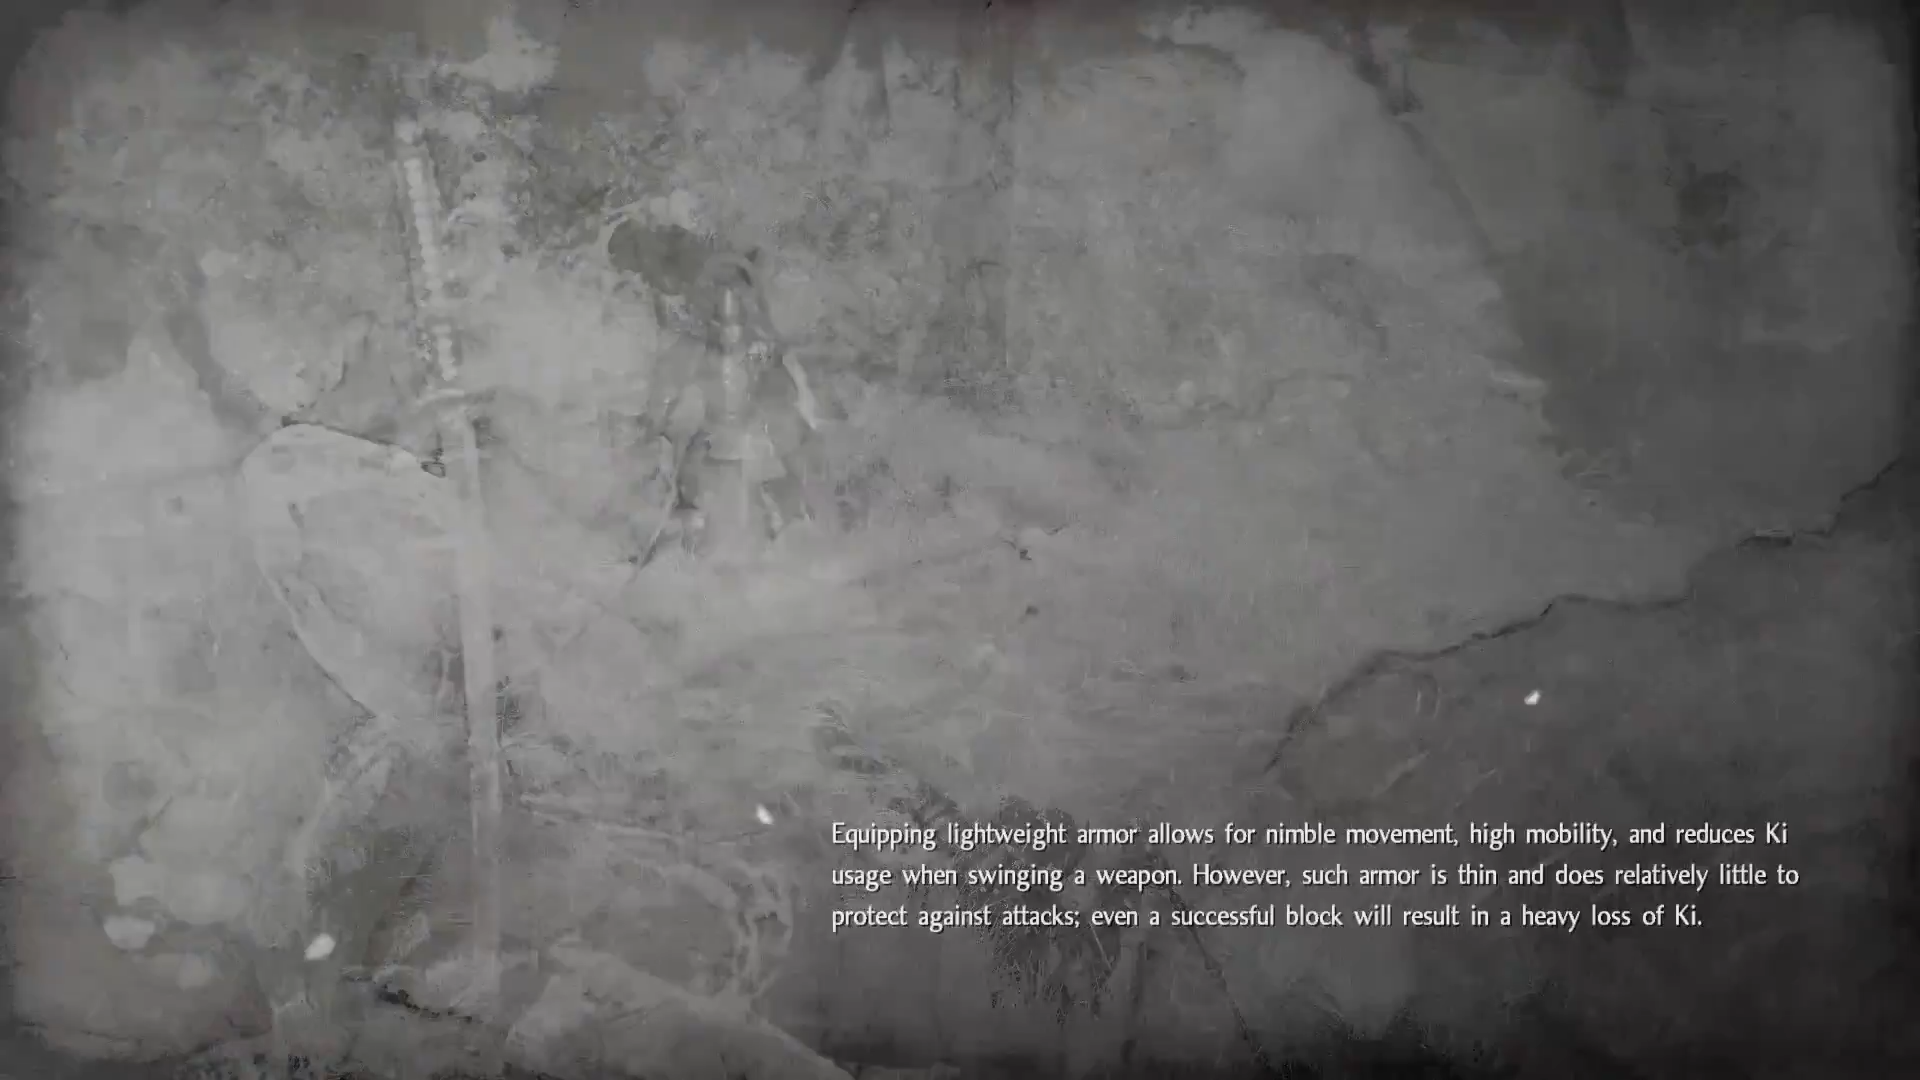 Equipping lightweight armor allows for nimble movement, high mobility, and reduces Ki
usage when swinging a weapon. However, such armor is thin and does relatively little to
protect against attacks; even a successful block will result in a heavy loss of Ki.